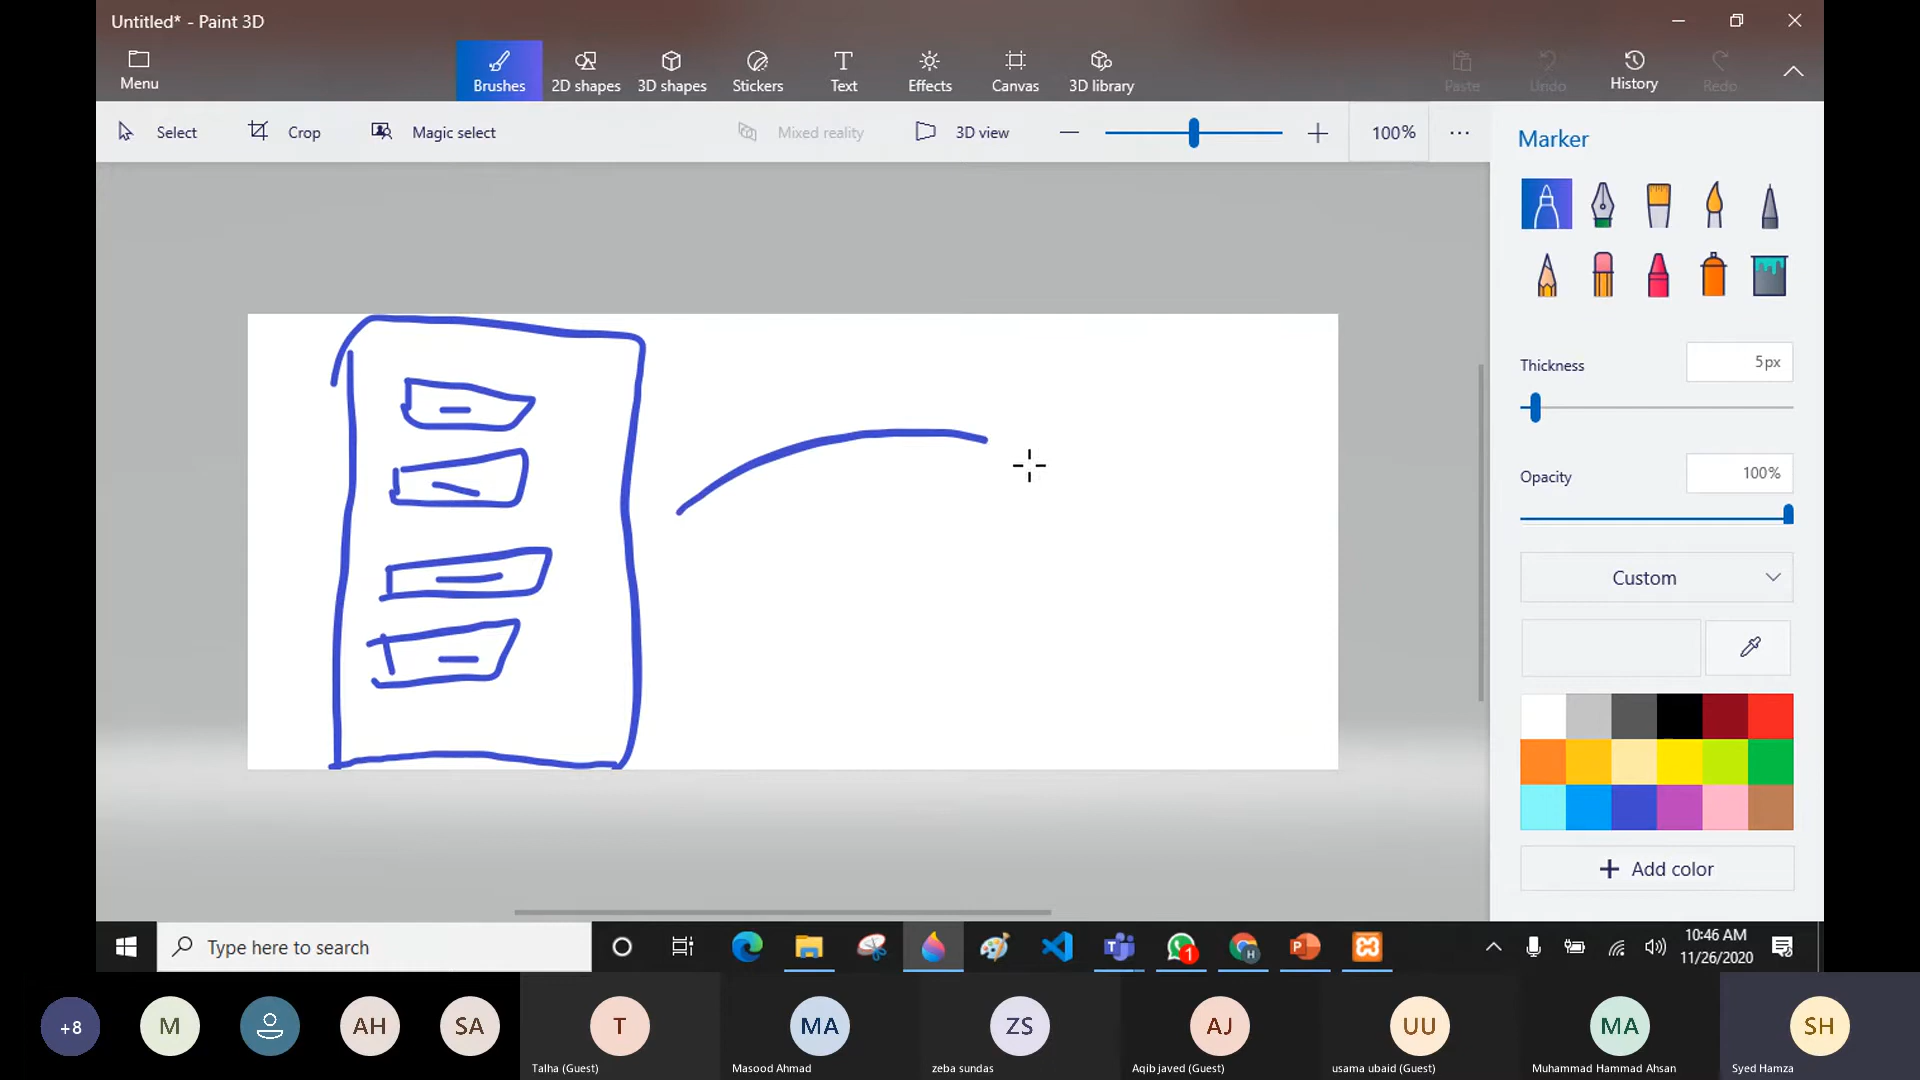 Untitled* - Paint 3D
Menu
Brushes
2D shapes
3D shapes
Stickers
Text
Effects
Canvas
3D library
Paste
Undo
History
Redo
Select
Crop
Magic select
Mixed reality
3D view
100%
Marker
Thickness
5px
Opacity
100%
Custom
Add color
Type here to search
1
H
10:46 AM
11/26/2020
+8
M
AH
SA
T
MA
ZS
AJ
UU
MA
SH
Talha (Guest)
Masood Ahmad
zeba sundas
Aqib javed (Guest)
usama ubaid (Guest)
Muhammad Hammad Ahsan
Syed Hamza